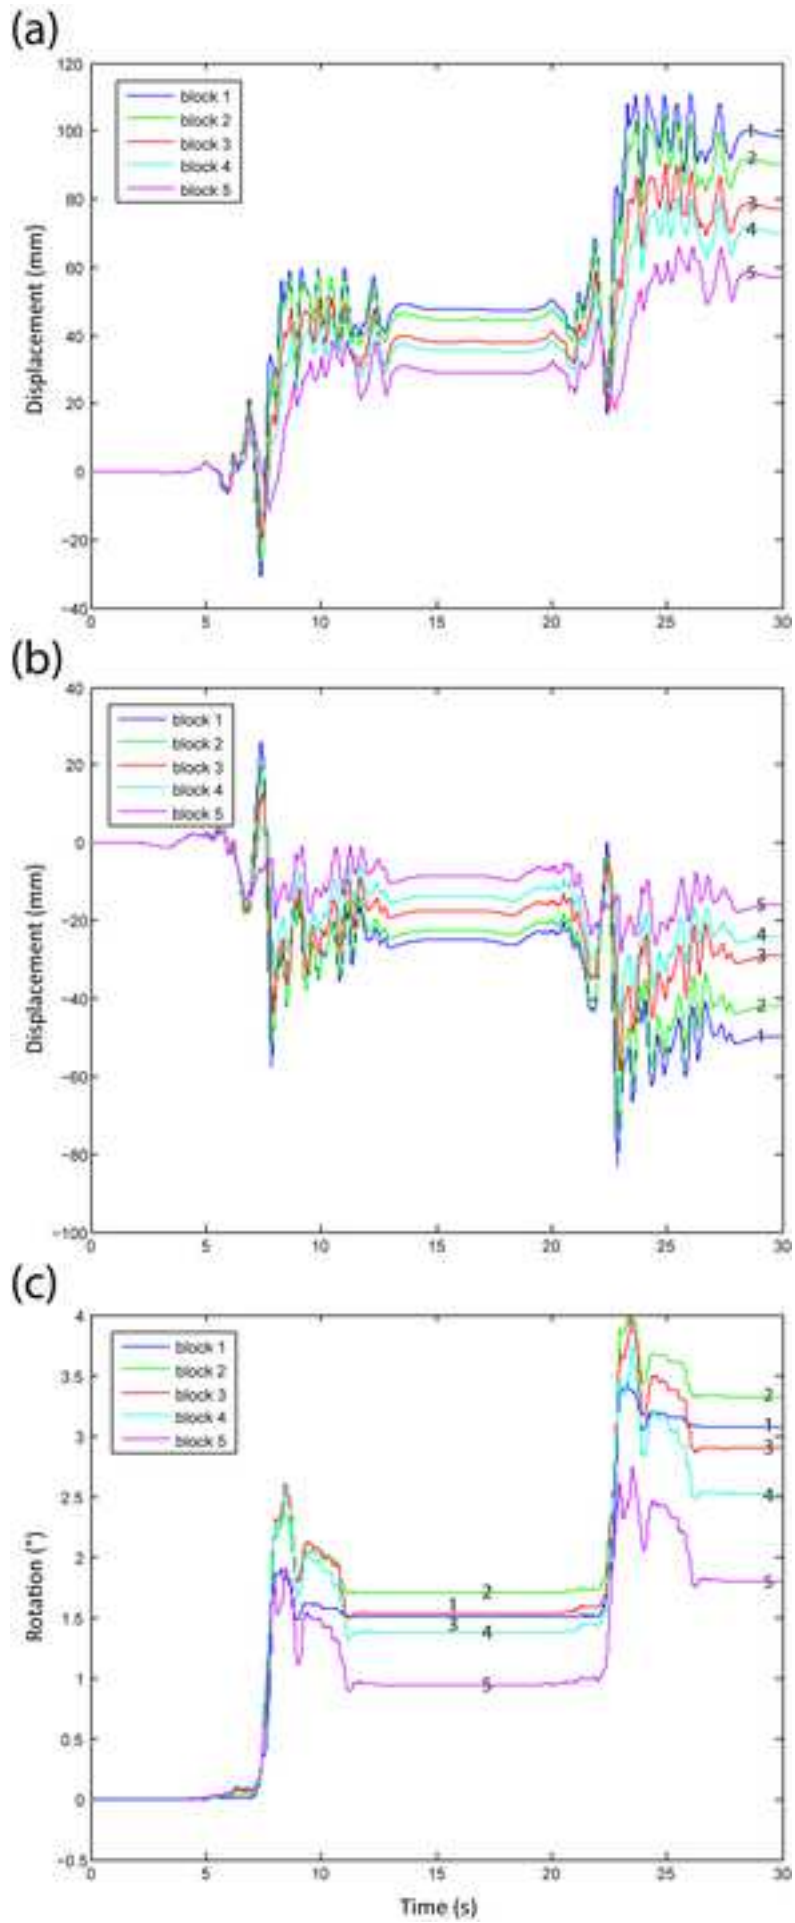 (a)
120
100
80
60
40
20
0
−20
−40
Displacement (mm)
block 1
block 2
block 3
block 4
block 5
1
2
3
4
5
0 5 10 15 20 25 30
(b)
40
20
0
−20
−40
−60
−80
−100
Displacement (mm)
block 1
block 2
block 3
block 4
block 5
5
4
3
2
1
0 5 10 15 20 25 30
(c)
4
3.5
3
2.5
2
1.5
1
0.5
0
−0.5
Rotation (°)
block 1
block 2
block 3
block 4
block 5
2
1
3
4
5
2
1
3
4
5
0 5 10 15 20 25 30
Time (s)